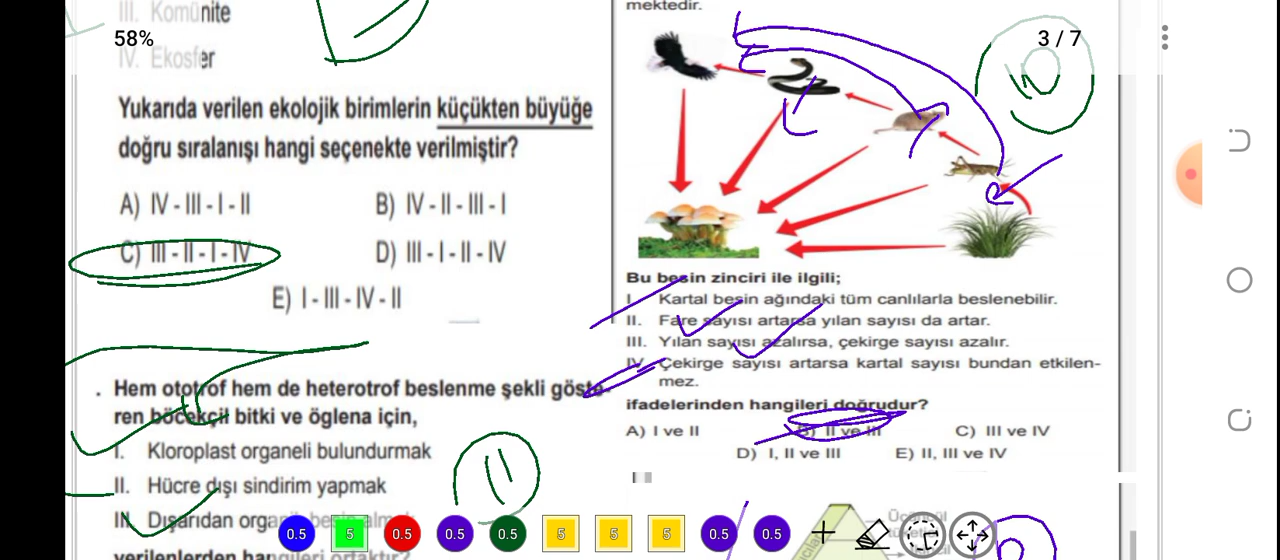 III. Komünite
58%
IV. Ekosfer
Yukarıda verilen ekolojik birimlerin küçükten büyüğe
doğru sıralanışı hangi seçenekte verilmiştir?
A) IV - III - I - II
B) IV - II - III - I
C) III - II - I - IV
D) III - I - II - IV
E) I - III - IV - II
. Hem ototrof hem de heterotrof beslenme şekli göste-
ren böcekçil bitki ve öglena için,
I. Kloroplast organeli bulundurmak
II. Hücre dışı sindirim yapmak
III. Dışarıdan organik besin almak
verilenlerden hangileri ortaktır?
mektedir.
3 / 7
10
Bu besin zinciri ile ilgili;
I. Kartal besin ağındaki tüm canlılarla beslenebilir.
II. Fare sayısı artarsa yılan sayısı da artar.
III. Yılan sayısı azalırsa, çekirge sayısı azalır.
IV. Çekirge sayısı artarsa kartal sayısı bundan etkilen-
mez.
ifadelerinden hangileri doğrudur?
A) I ve II
B) II ve III
C) III ve IV
D) I, II ve III
E) II, III ve IV
11
0.5
5
0.5
0.5
0.5
5
5
5
0.5
0.5